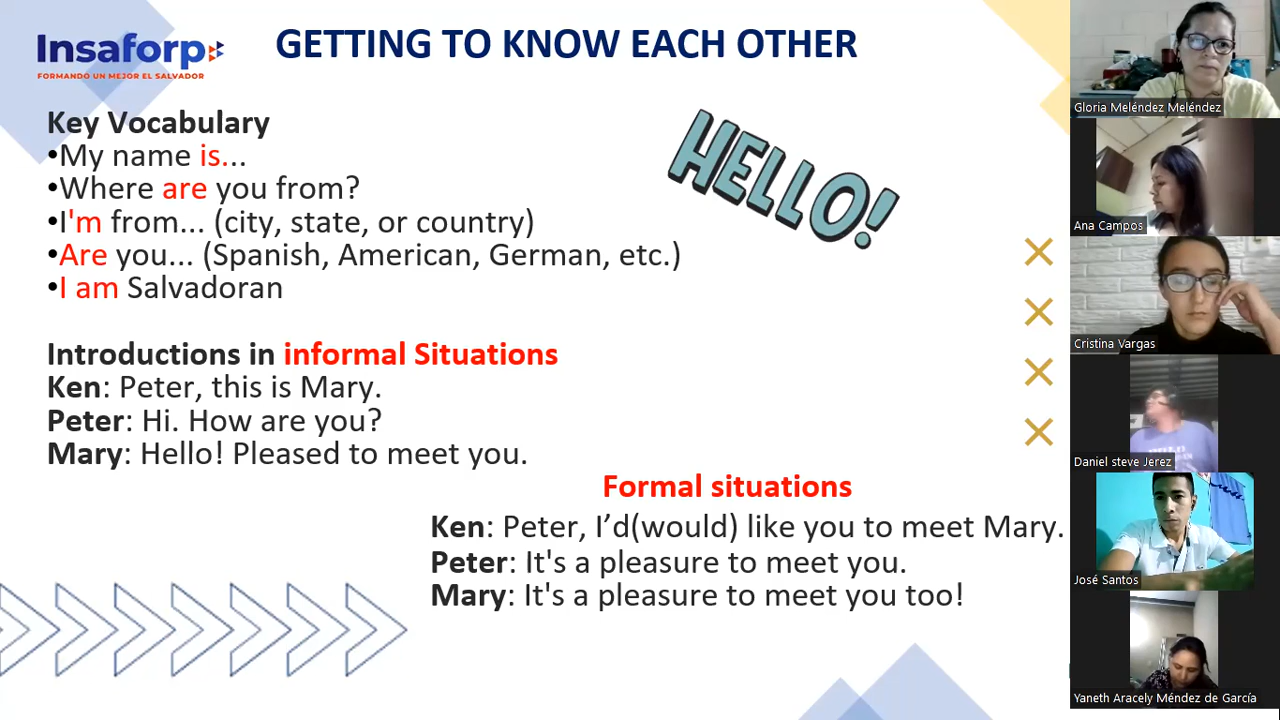 Insaforp
FORMANDO UN MEJOR EL SALVADOR
GETTING TO KNOW EACH OTHER
Key Vocabulary
•My name is...
•Where are you from?
•I'm from... (city, state, or country)
•Are you... (Spanish, American, German, etc.)
•I am Salvadoran
HELLO!
Introductions in informal Situations
Ken: Peter, this is Mary.
Peter: Hi. How are you?
Mary: Hello! Pleased to meet you.
Formal situations
Ken: Peter, I’d(would) like you to meet Mary.
Peter: It's a pleasure to meet you.
Mary: It's a pleasure to meet you too!
Gloria Meléndez Meléndez
Ana Campos
Cristina Vargas
Daniel steve Jerez
José Santos
Yaneth Aracely Méndez de García